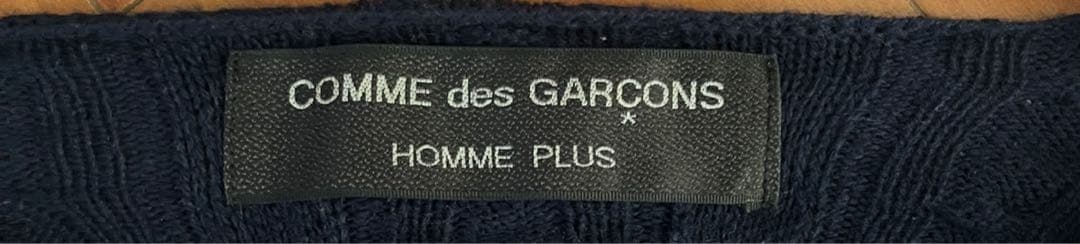 COMME des GARÇONS
*
HOMME PLUS